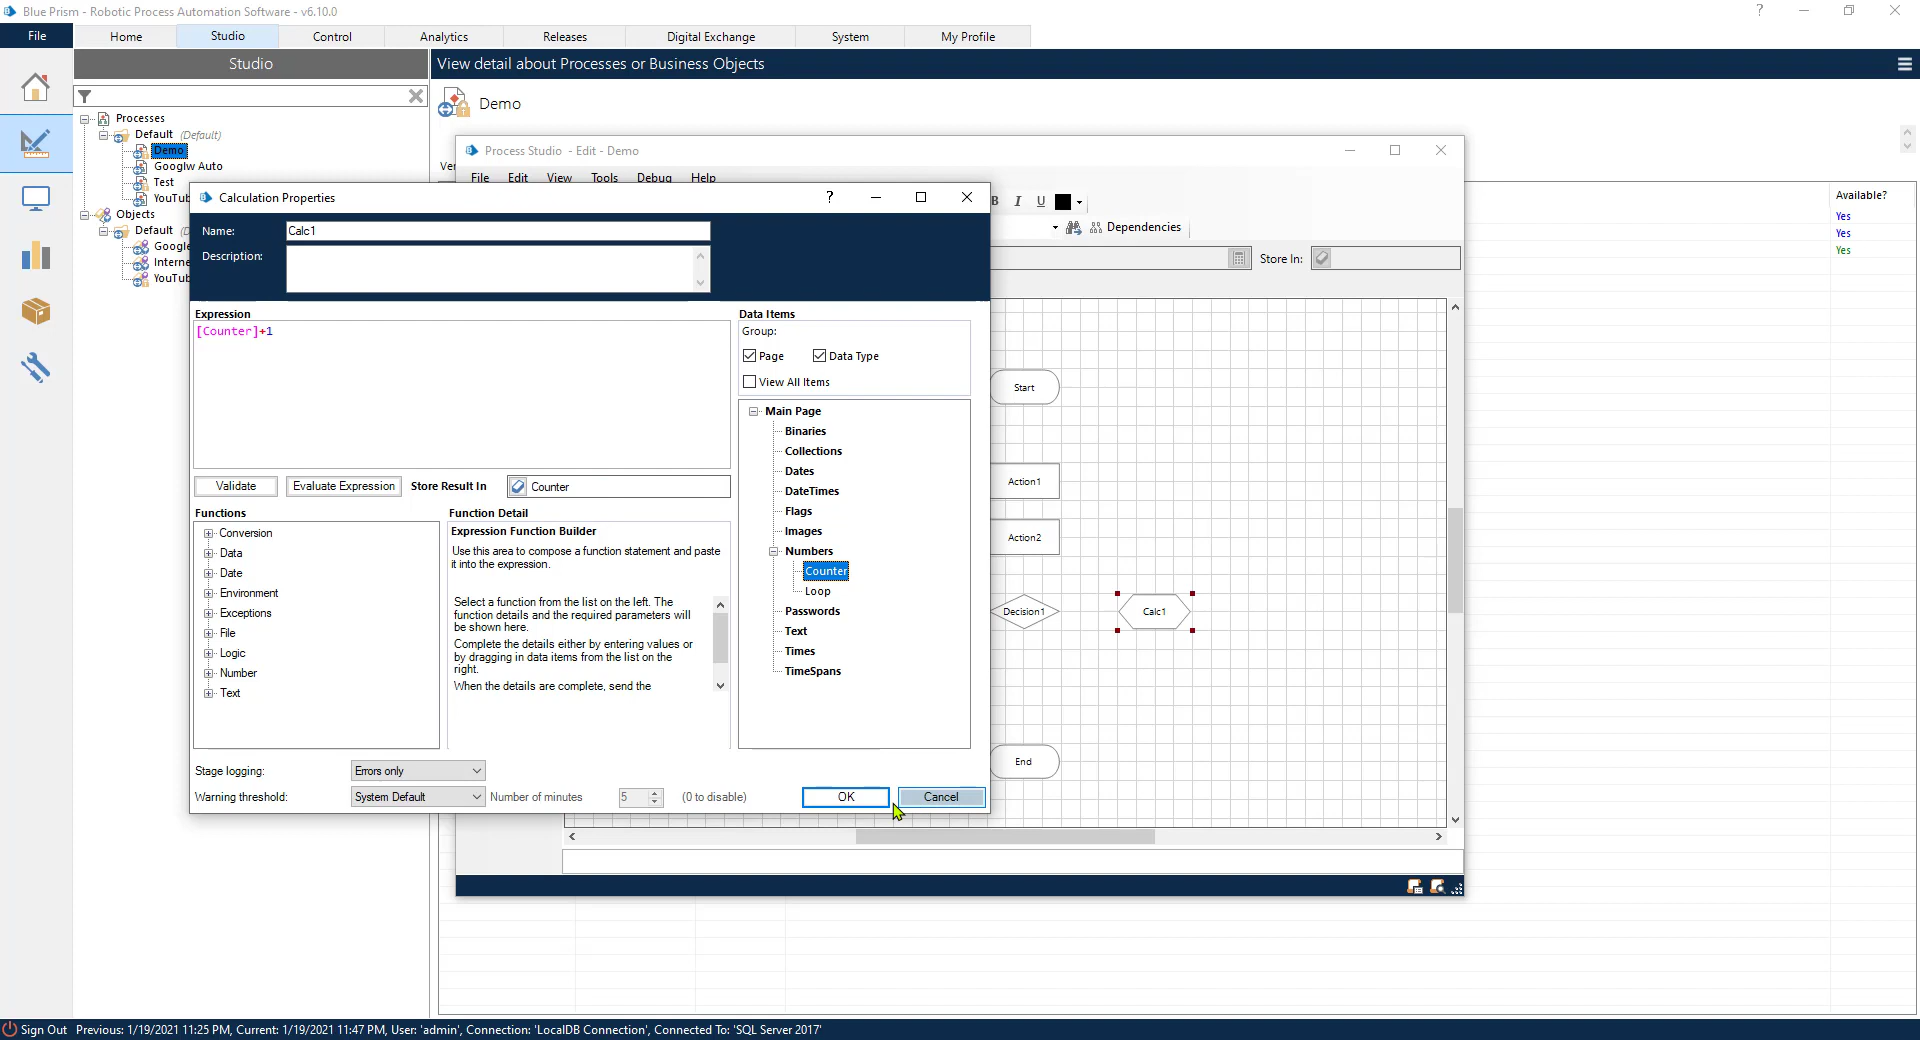 Blue Prism - Robotic Process Automation Software - v6.10.0
?
File
Home
Studio
Control
Analytics
Releases
Digital Exchange
System
My Profile
Studio
View detail about Processes or Business Objects
Demo
Processes
Default (Default)
Demo
Googlw Auto
Test
YouTub
Objects
Default (D
Google
Interne
YouTub
Ver
Process Studio - Edit - Demo
File Edit View Tools Debug Help
B I U
Dependencies
Store In:
Available?
Yes
Yes
Yes
Calculation Properties
?
Name:
Calc1
Description:
Expression
[Counter]+1
Validate
Evaluate Expression
Store Result In
Counter
Functions
Conversion
Data
Date
Environment
Exceptions
File
Logic
Number
Text
Function Detail
Expression Function Builder
Use this area to compose a function statement and paste
it into the expression.
Select a function from the list on the left. The
function details and the required parameters will
be shown here.
Complete the details either by entering values or
by dragging in data items from the list on the
right.
When the details are complete, send the
Data Items
Group:
Page
Data Type
View All Items
Main Page
Binaries
Collections
Dates
DateTimes
Flags
Images
Numbers
Counter
Loop
Passwords
Text
Times
TimeSpans
Stage logging:
Errors only
Warning threshold:
System Default
Number of minutes
5
(0 to disable)
OK
Cancel
Start
Action1
Action2
Decision1
Calc1
End
Sign Out Previous: 1/19/2021 11:25 PM, Current: 1/19/2021 11:47 PM, User: 'admin', Connection: 'LocalDB Connection', Connected To: 'SQL Server 2017'